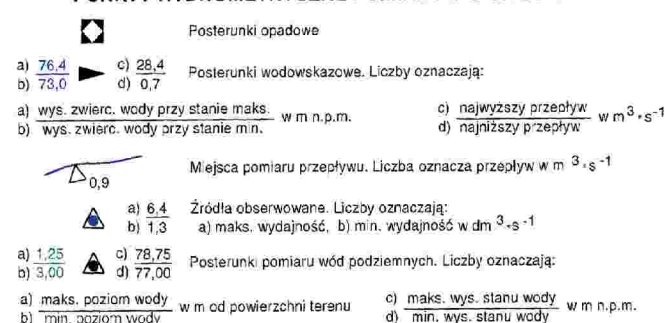 Posterunki opadowe
a) 76,4 c) 28,4 Posterunki wodowskazowe. Liczby oznaczają:
b) 73,0 d) 0,7
a) wys. zwierc. wody przy stanie maks. w m n.p.m. c) najwyższy przepływ w m3·s-1
b) wys. zwierc. wody przy stanie min. d) najniższy przepływ
0,9 Miejsca pomiaru przepływu. Liczba oznacza przepływ w m 3·s -1
a) 6,4 Źródła obserwowane. Liczby oznaczają:
b) 1,3 a) maks. wydajność, b) min. wydajność w dm 3·s -1
a) 1,25 c) 78,75 Posterunki pomiaru wód podziemnych. Liczby oznaczają:
b) 3,00 d) 77,00
a) maks. poziom wody w m od powierzchni terenu c) maks. wys. stanu wody w m n.p.m.
b) min. poziom wody d) min. wys. stanu wody